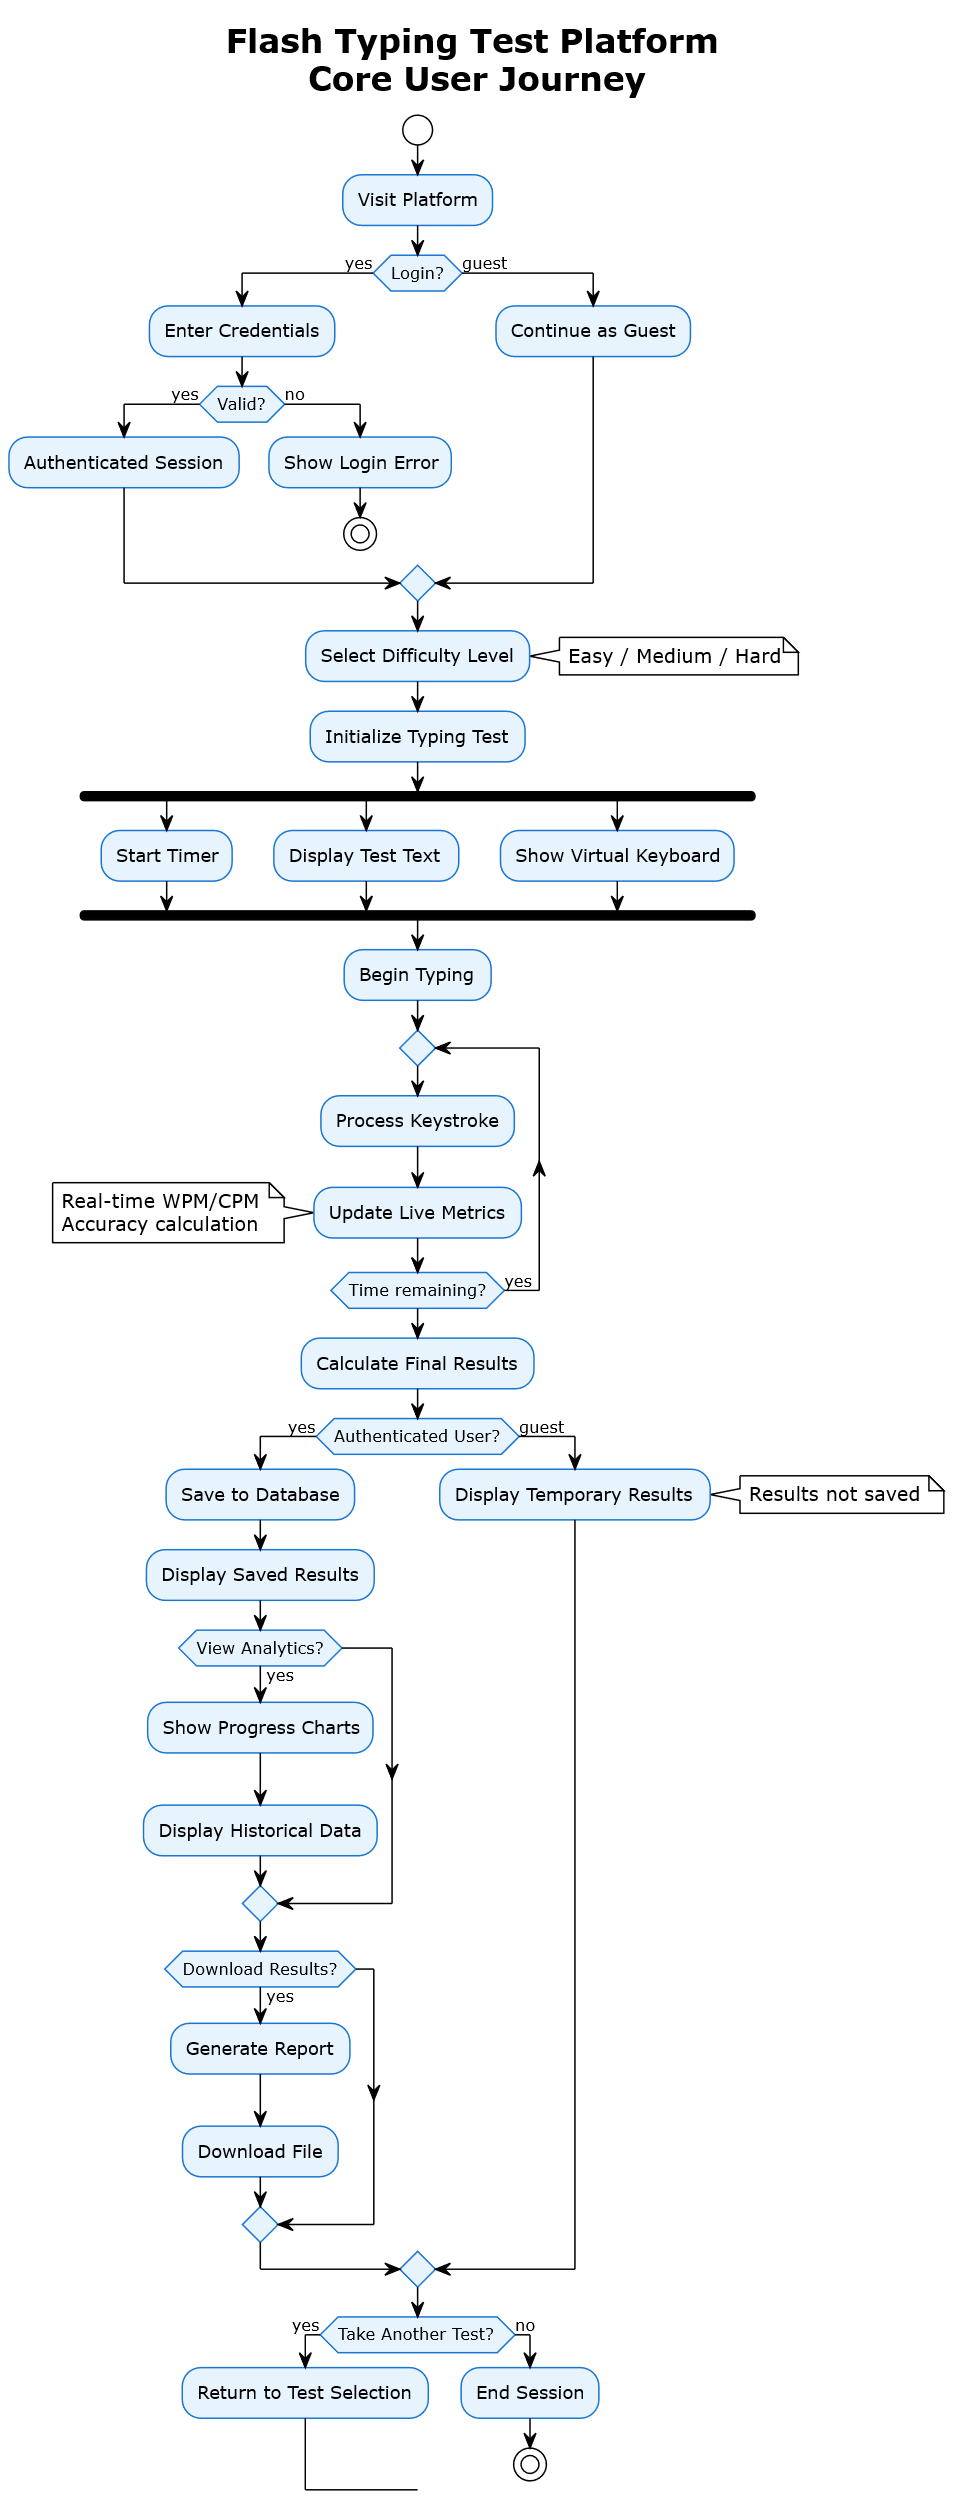 Flash Typing Test Platform
Core User Journey
Visit Platform
yes
Login?
guest
Enter Credentials
Continue as Guest
yes
Valid?
no
Authenticated Session
Show Login Error
Select Difficulty Level
Easy / Medium / Hard
Initialize Typing Test
Start Timer
Display Test Text
Show Virtual Keyboard
Begin Typing
Process Keystroke
Real-time WPM/CPM
Accuracy calculation
Update Live Metrics
Time remaining?
yes
Calculate Final Results
yes
Authenticated User?
guest
Save to Database
Display Temporary Results
Results not saved
Display Saved Results
View Analytics?
yes
Show Progress Charts
Display Historical Data
Download Results?
yes
Generate Report
Download File
yes
Take Another Test?
no
Return to Test Selection
End Session